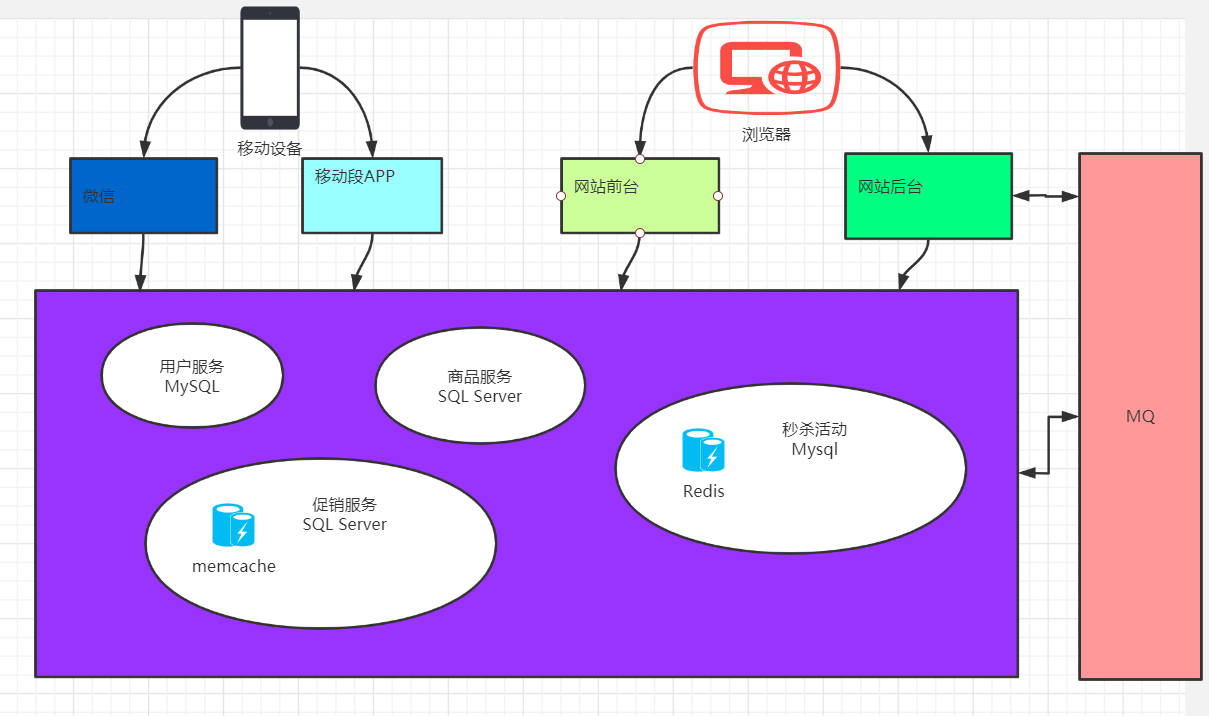 移动设备
浏览器
微信
移动段APP
网站前台
网站后台
用户服务
MySQL
商品服务
SQL Server
秒杀活动
Mysql
Redis
促销服务
SQL Server
memcache
MQ